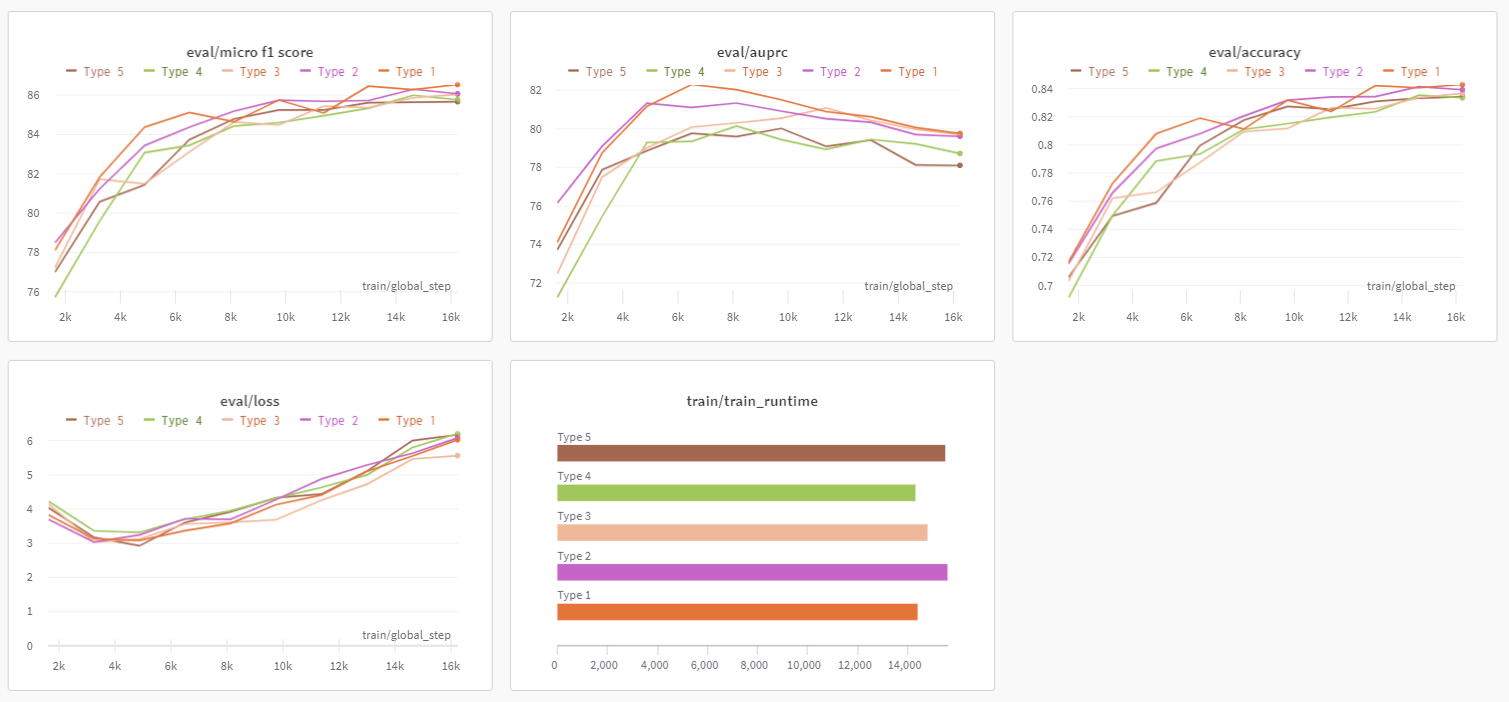 eval/micro f1 score
Type 5 Type 4 Type 3 Type 2 Type 1
86
84
82
80
78
76
train/global_step
2k 4k 6k 8k 10k 12k 14k 16k
eval/auprc
Type 5 Type 4 Type 3 Type 2 Type 1
82
80
78
76
74
72
train/global_step
2k 4k 6k 8k 10k 12k 14k 16k
eval/accuracy
Type 5 Type 4 Type 3 Type 2 Type 1
0.84
0.82
0.8
0.78
0.76
0.74
0.72
0.7
train/global_step
2k 4k 6k 8k 10k 12k 14k 16k
eval/loss
Type 5 Type 4 Type 3 Type 2 Type 1
6
5
4
3
2
1
0
train/global_step
2k 4k 6k 8k 10k 12k 14k 16k
train/train_runtime
Type 5
Type 4
Type 3
Type 2
Type 1
0 2,000 4,000 6,000 8,000 10,000 12,000 14,000